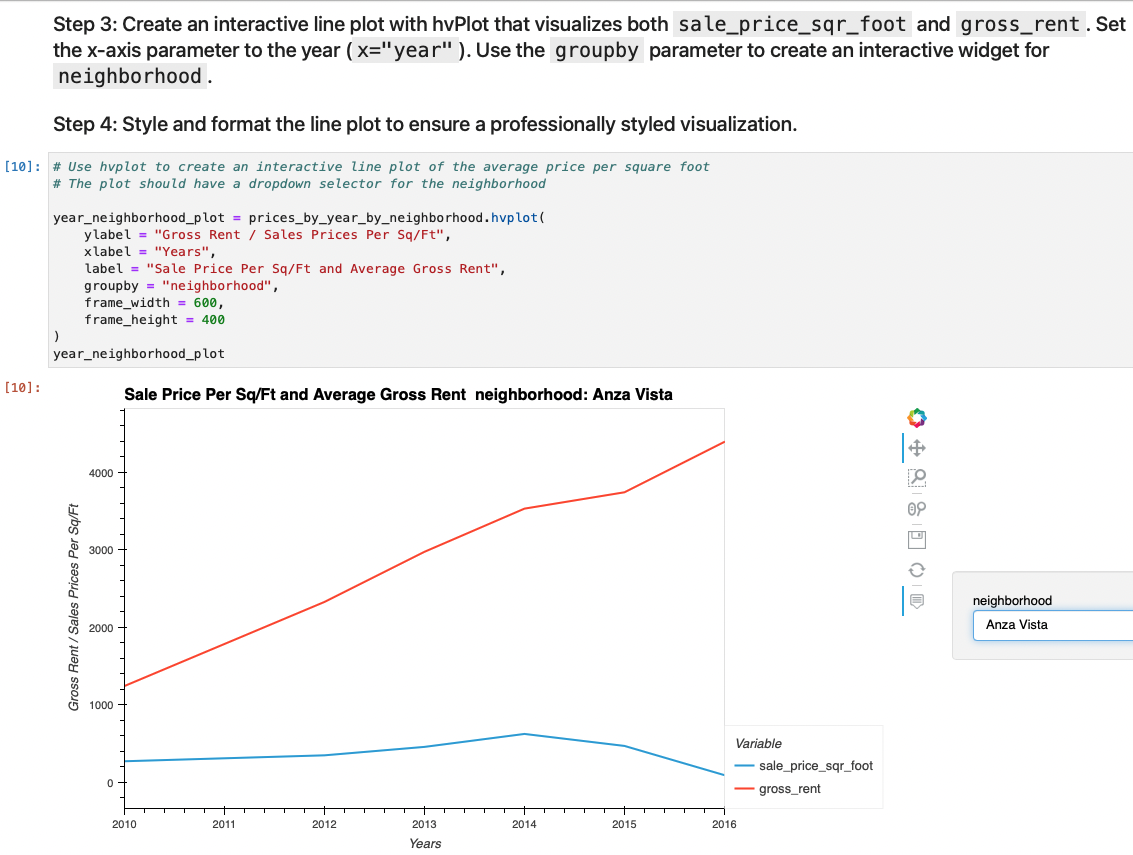 Step 3: Create an interactive line plot with hvPlot that visualizes both sale_price_sqr_foot and gross_rent. Set
the x-axis parameter to the year (x="year"). Use the groupby parameter to create an interactive widget for
neighborhood.
Step 4: Style and format the line plot to ensure a professionally styled visualization.
[10]: # Use hvplot to create an interactive line plot of the average price per square foot
# The plot should have a dropdown selector for the neighborhood
year_neighborhood_plot = prices_by_year_by_neighborhood.hvplot(
    ylabel = "Gross Rent / Sales Prices Per Sq/Ft",
    xlabel = "Years",
    label = "Sale Price Per Sq/Ft and Average Gross Rent",
    groupby = "neighborhood",
    frame_width = 600,
    frame_height = 400
)
year_neighborhood_plot
[10]:
Sale Price Per Sq/Ft and Average Gross Rent neighborhood: Anza Vista
Gross Rent / Sales Prices Per Sq/Ft
4000
3000
2000
1000
0
2010 2011 2012 2013 2014 2015 2016
Years
Variable
sale_price_sqr_foot
gross_rent
neighborhood
Anza Vista